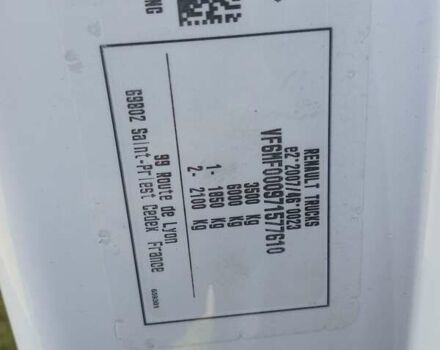 NG
RENAULT TRUCKS
e2*2007/46*0023
VF6MF000971577610
3500 KG
6000 KG
1- 1850 KG
2- 2100 KG
99 Route de Lyon
69802 Saint-Priest Cedex France